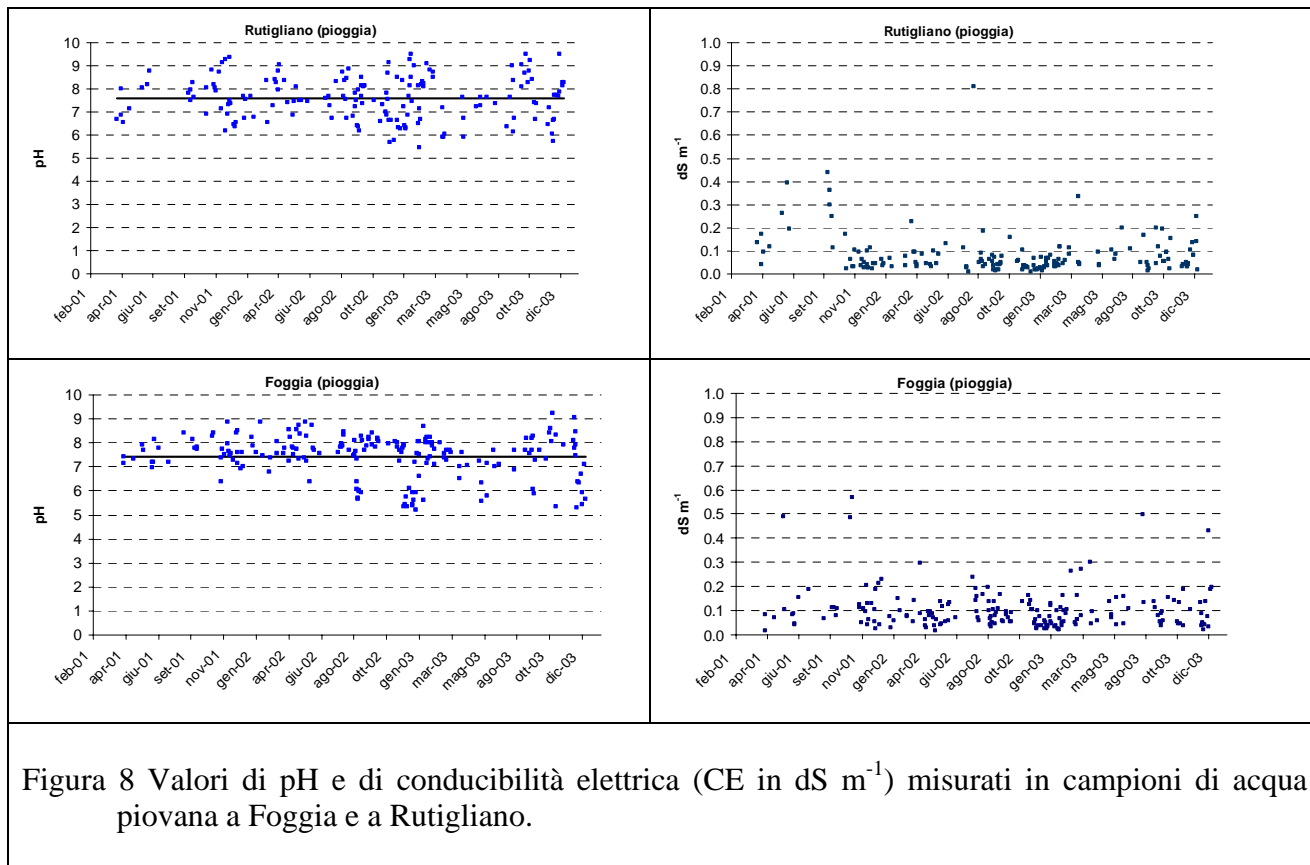 Rutigliano (pioggia)
10
9
8
7
6
5
4
3
2
1
0
pH
feb-01
apr-01
giu-01
set-01
nov-01
gen-02
apr-02
giu-02
ago-02
ott-02
gen-03
mar-03
mag-03
ago-03
ott-03
dic-03
Rutigliano (pioggia)
1.0
0.9
0.8
0.7
0.6
0.5
0.4
0.3
0.2
0.1
0.0
dS m-1
feb-01
apr-01
giu-01
set-01
nov-01
gen-02
apr-02
giu-02
ago-02
ott-02
gen-03
mar-03
mag-03
ago-03
ott-03
dic-03
Foggia (pioggia)
10
9
8
7
6
5
4
3
2
1
0
pH
feb-01
apr-01
giu-01
set-01
nov-01
gen-02
apr-02
giu-02
ago-02
ott-02
gen-03
mar-03
mag-03
ago-03
ott-03
dic-03
Foggia (pioggia)
1.0
0.9
0.8
0.7
0.6
0.5
0.4
0.3
0.2
0.1
0.0
dS m-1
feb-01
apr-01
giu-01
set-01
nov-01
gen-02
apr-02
giu-02
ago-02
ott-02
gen-03
mar-03
mag-03
ago-03
ott-03
dic-03
Figura 8 Valori di pH e di conducibilità elettrica (CE in dS m-1) misurati in campioni di acqua
piovana a Foggia e a Rutigliano.